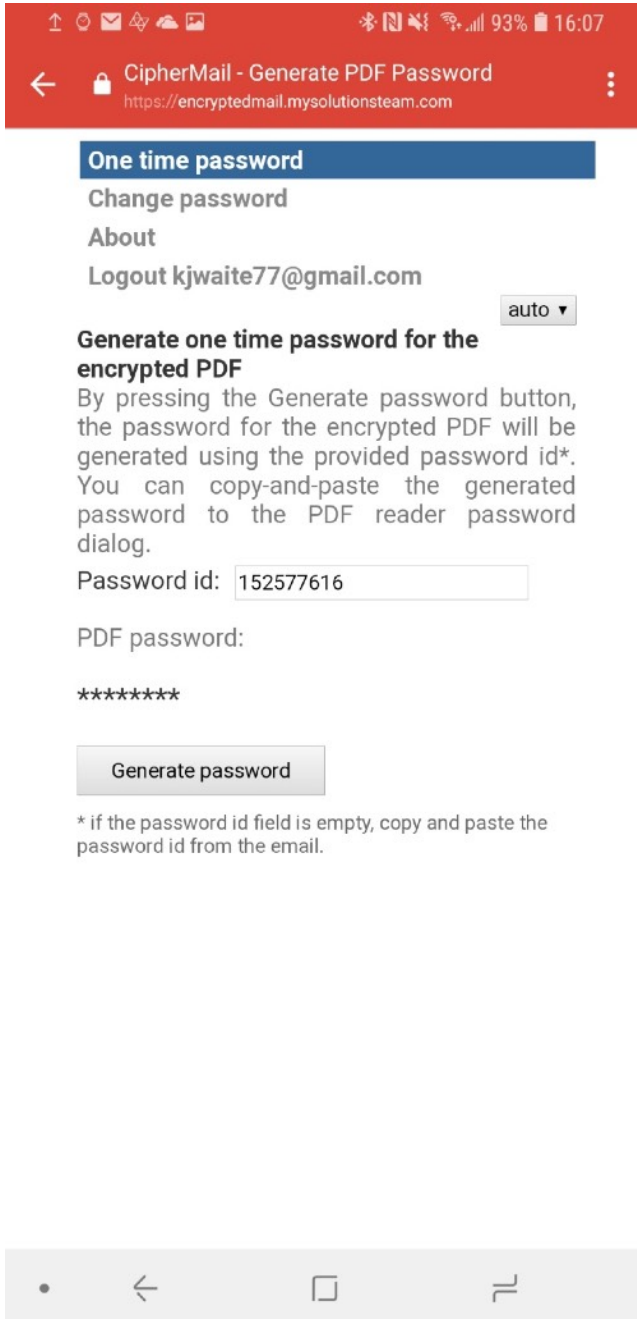 93% 16:07
CipherMail - Generate PDF Password
https://encryptedmail.mysolutionsteam.com
One time password
Change password
About
Logout kjwaite77@gmail.com
auto ▾
Generate one time password for the
encrypted PDF
By pressing the Generate password button,
the password for the encrypted PDF will be
generated using the provided password id*.
You can copy-and-paste the generated
password to the PDF reader password
dialog.
Password id: 152577616
PDF password:
********
Generate password
* if the password id field is empty, copy and paste the
password id from the email.